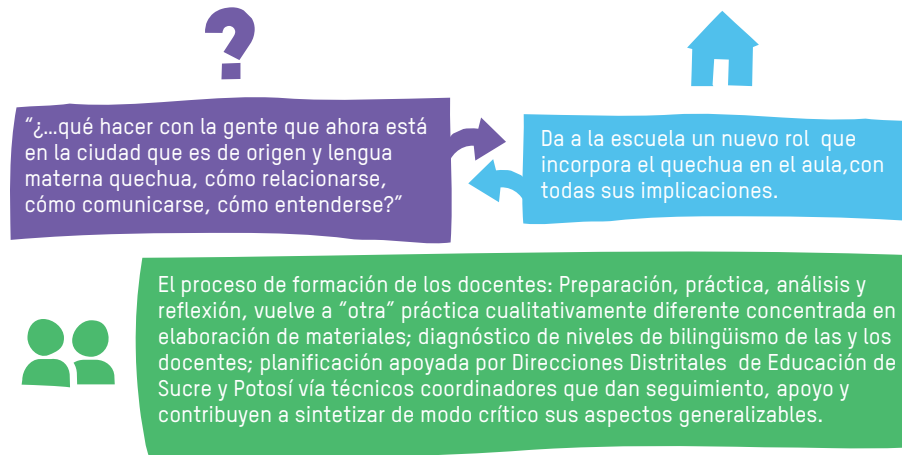 ?
“¿...qué hacer con la gente que ahora está
en la ciudad que es de origen y lengua
materna quechua, cómo relacionarse,
cómo comunicarse, cómo entenderse?”
Da a la escuela un nuevo rol que
incorpora el quechua en el aula,con
todas sus implicaciones.
El proceso de formación de los docentes: Preparación, práctica, análisis y
reflexión, vuelve a “otra” práctica cualitativamente diferente concentrada en
elaboración de materiales; diagnóstico de niveles de bilingüismo de las y los
docentes; planificación apoyada por Direcciones Distritales de Educación de
Sucre y Potosí vía técnicos coordinadores que dan seguimiento, apoyo y
contribuyen a sintetizar de modo crítico sus aspectos generalizables.